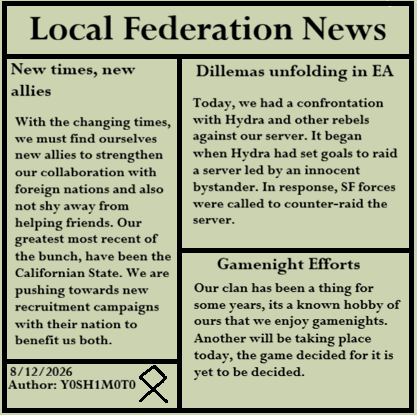 Local Federation News
New times, new
allies
With the changing times,
we must find ourselves
new allies to strengthen
our collaboration with
foreign nations and also
not shy away from
helping friends. Our
greatest most recent of
the bunch, have been the
Californian State. We are
pushing towards new
recruitment campaigns
with their nation to
benefit us both.
8/12/2026
Author: Y0SH1M0T0
Dillemas unfolding in EA
Today, we had a confrontation
with Hydra and other rebels
against our server. It began
when Hydra had set goals to raid
a server led by an innocent
bystander. In response, SF forces
were called to counter-raid the
server.
Gamenight Efforts
Our clan has been a thing for
some years, its a known hobby of
ours that we enjoy gamenights.
Another will be taking place
today, the game decided for it is
yet to be decided.